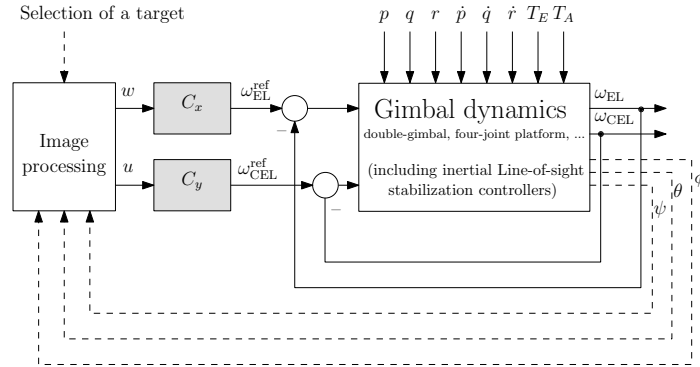 Selection of a target
p q r ṗ q̇ ṙ T_E T_A
Image
processing
w
u
C_x
C_y
ω_EL^ref
ω_CEL^ref
−
−
Gimbal dynamics
double-gimbal, four-joint platform, ...
(including inertial Line-of-sight
stabilization controllers)
ω_EL
ω_CEL
ψ
θ